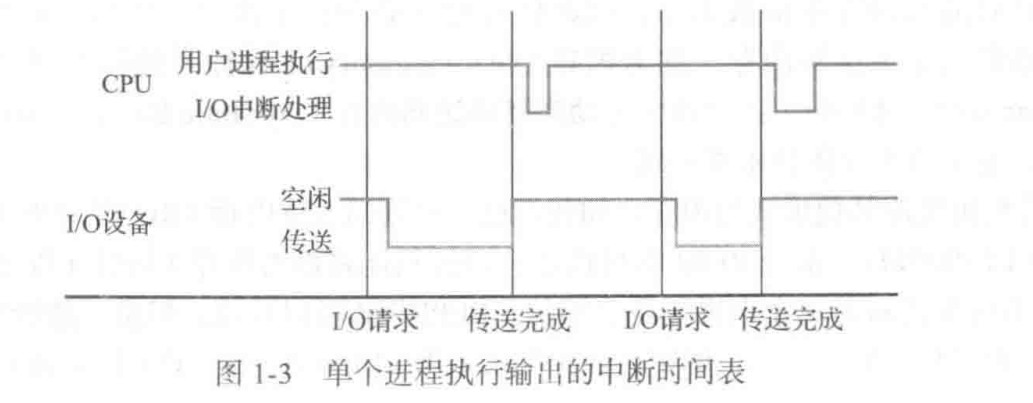 用户进程执行
CPU
I/O中断处理
空闲
I/O设备
传送
I/O请求 传送完成 I/O请求 传送完成
图 1-3 单个进程执行输出的中断时间表